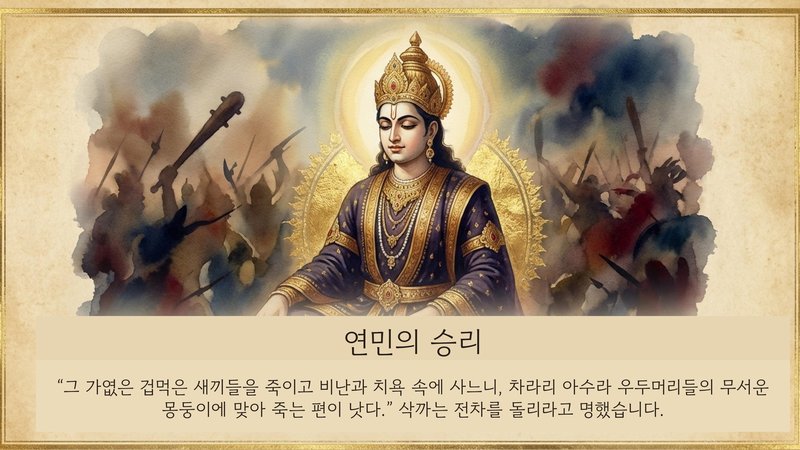 연민의 승리
“그 가엾은 겁먹은 새끼들을 죽이고 비난과 치욕 속에 사느니, 차라리 아수라 우두머리들의 무서운
몽둥이에 맞아 죽는 편이 낫다.” 삭까는 전차를 돌리라고 명했습니다.